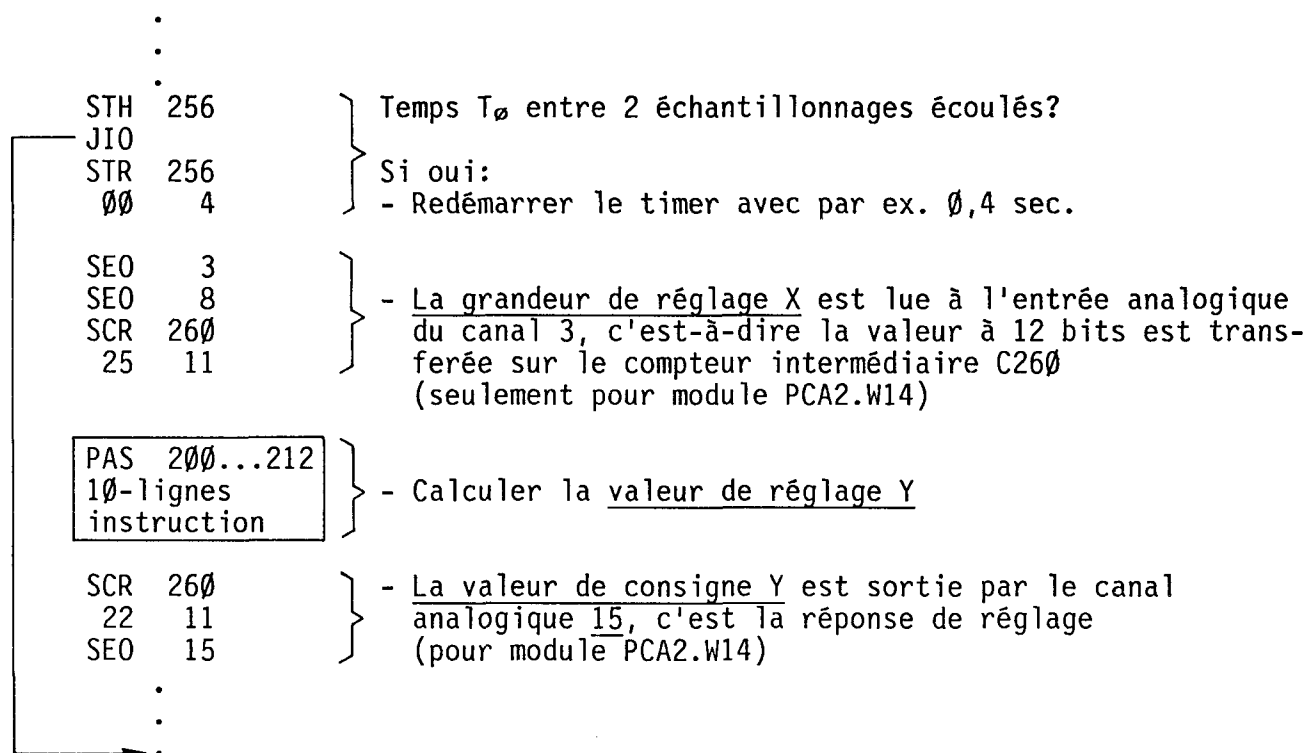 STH 256 Temps Tø entre 2 échantillonnages écoulés?
JIO
STR 256 Si oui:
ØØ 4 - Redémarrer le timer avec par ex. Ø,4 sec.
SEO 3
SEO 8 - La grandeur de réglage X est lue à l'entrée analogique
SCR 26Ø du canal 3, c'est-à-dire la valeur à 12 bits est trans-
25 11 ferée sur le compteur intermédiaire C26Ø
(seulement pour module PCA2.W14)
PAS 2ØØ...212
1Ø-lignes - Calculer la valeur de réglage Y
instruction
SCR 26Ø - La valeur de consigne Y est sortie par le canal
22 11 analogique 15, c'est la réponse de réglage
SEO 15 (pour module PCA2.W14)